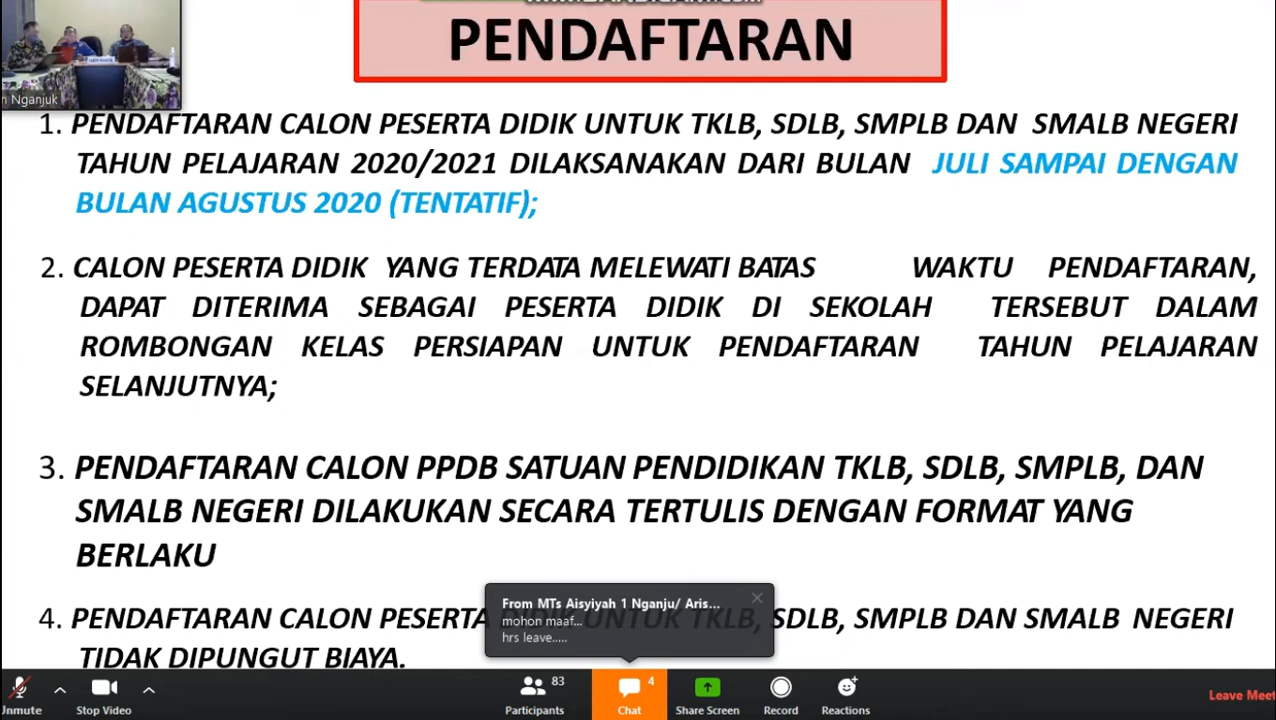 PENDAFTARAN
n Nganjuk
1. PENDAFTARAN CALON PESERTA DIDIK UNTUK TKLB, SDLB, SMPLB DAN SMALB NEGERI
TAHUN PELAJARAN 2020/2021 DILAKSANAKAN DARI BULAN JULI SAMPAI DENGAN
BULAN AGUSTUS 2020 (TENTATIF);
2. CALON PESERTA DIDIK YANG TERDATA MELEWATI BATAS WAKTU PENDAFTARAN,
DAPAT DITERIMA SEBAGAI PESERTA DIDIK DI SEKOLAH TERSEBUT DALAM
ROMBONGAN KELAS PERSIAPAN UNTUK PENDAFTARAN TAHUN PELAJARAN
SELANJUTNYA;
3. PENDAFTARAN CALON PPDB SATUAN PENDIDIKAN TKLB, SDLB, SMPLB, DAN
SMALB NEGERI DILAKUKAN SECARA TERTULIS DENGAN FORMAT YANG
BERLAKU
4. PENDAFTARAN CALON PESERTA DIDIK UNTUK TKLB, SDLB, SMPLB DAN SMALB NEGERI
TIDAK DIPUNGUT BIAYA.
From MTs Aisyiyah 1 Nganju/ Aris...
mohon maaf...
hrs leave.....
Unmute
Stop Video
Participants 83
Chat 4
Share Screen
Record
Reactions
Leave Meet